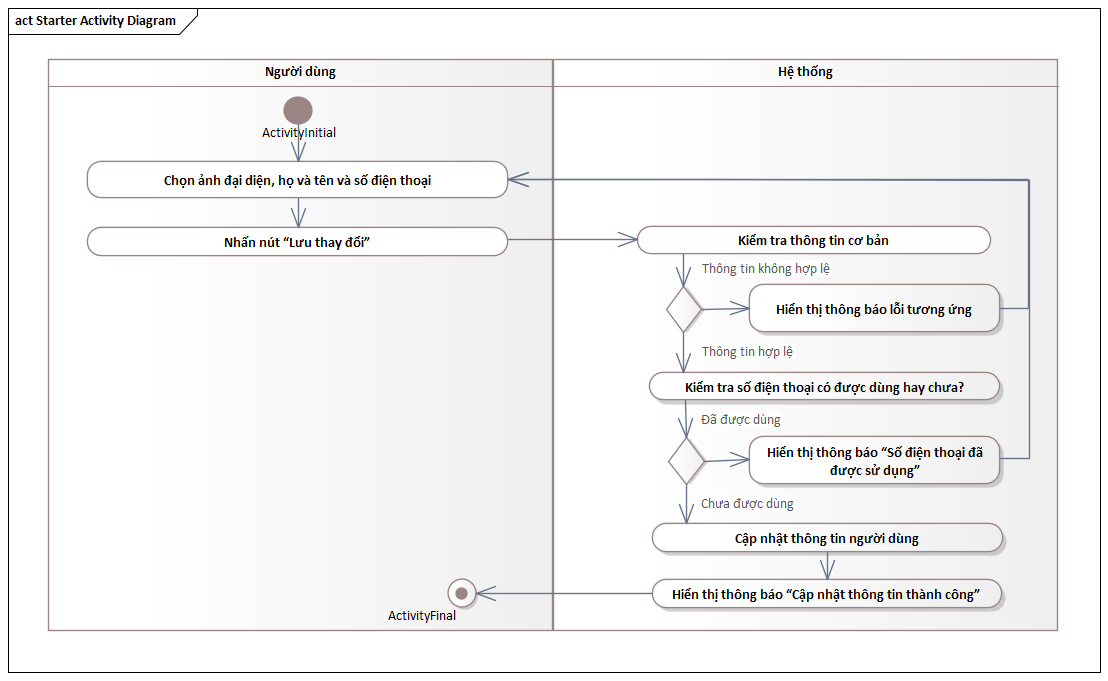 act Starter Activity Diagram
Người dùng
Hệ thống
ActivityInitial
Chọn ảnh đại diện, họ và tên và số điện thoại
Nhấn nút “Lưu thay đổi”
Kiểm tra thông tin cơ bản
Thông tin không hợp lệ
Hiển thị thông báo lỗi tương ứng
Thông tin hợp lệ
Kiểm tra số điện thoại có được dùng hay chưa?
Đã được dùng
Hiển thị thông báo “Số điện thoại đã
được sử dụng”
Chưa được dùng
Cập nhật thông tin người dùng
Hiển thị thông báo “Cập nhật thông tin thành công”
ActivityFinal